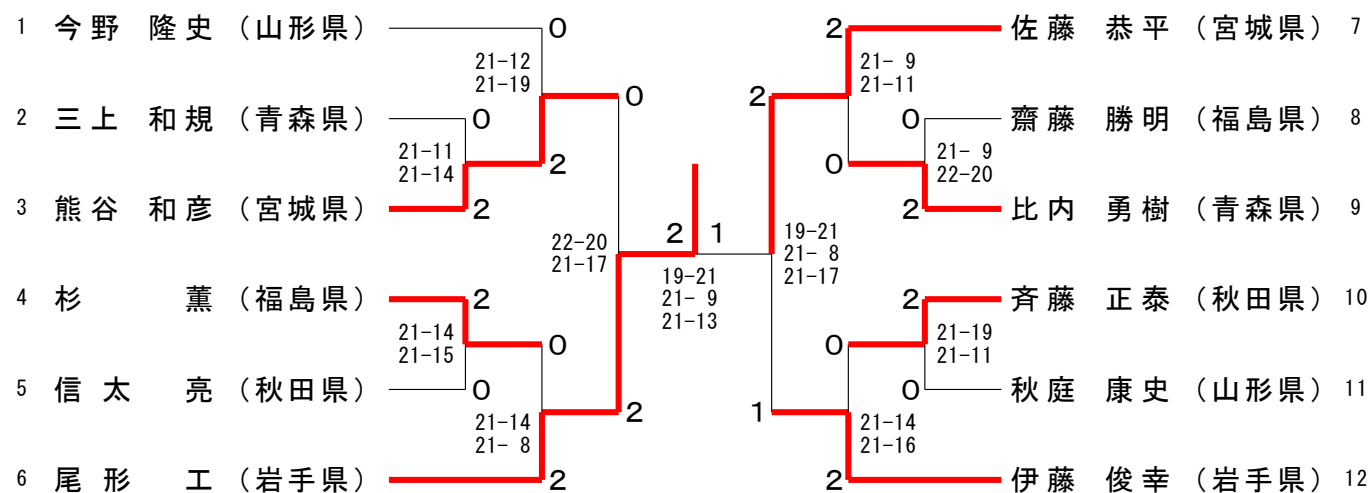 1 今野 隆史 (山形県) 0
21-12
21-19
2 三上 和規 (青森県) 0
0
21-11
21-14
2
3 熊谷 和彦 (宮城県) 2
22-20
21-17
4 杉 薫 (福島県) 2
21-14
21-15
0
5 信太 亮 (秋田県) 0
2
21-14
21- 8
6 尾形 工 (岩手県) 2
2 1
19-21
21- 9
21-13
2 佐藤 恭平 (宮城県) 7
21- 9
21-11
2
0 齋藤 勝明 (福島県) 8
21- 9
22-20
0
2 比内 勇樹 (青森県) 9
19-21
21- 8
21-17
2 斉藤 正泰 (秋田県) 10
21-19
21-11
0
0 秋庭 康史 (山形県) 11
1
21-14
21-16
2 伊藤 俊幸 (岩手県) 12